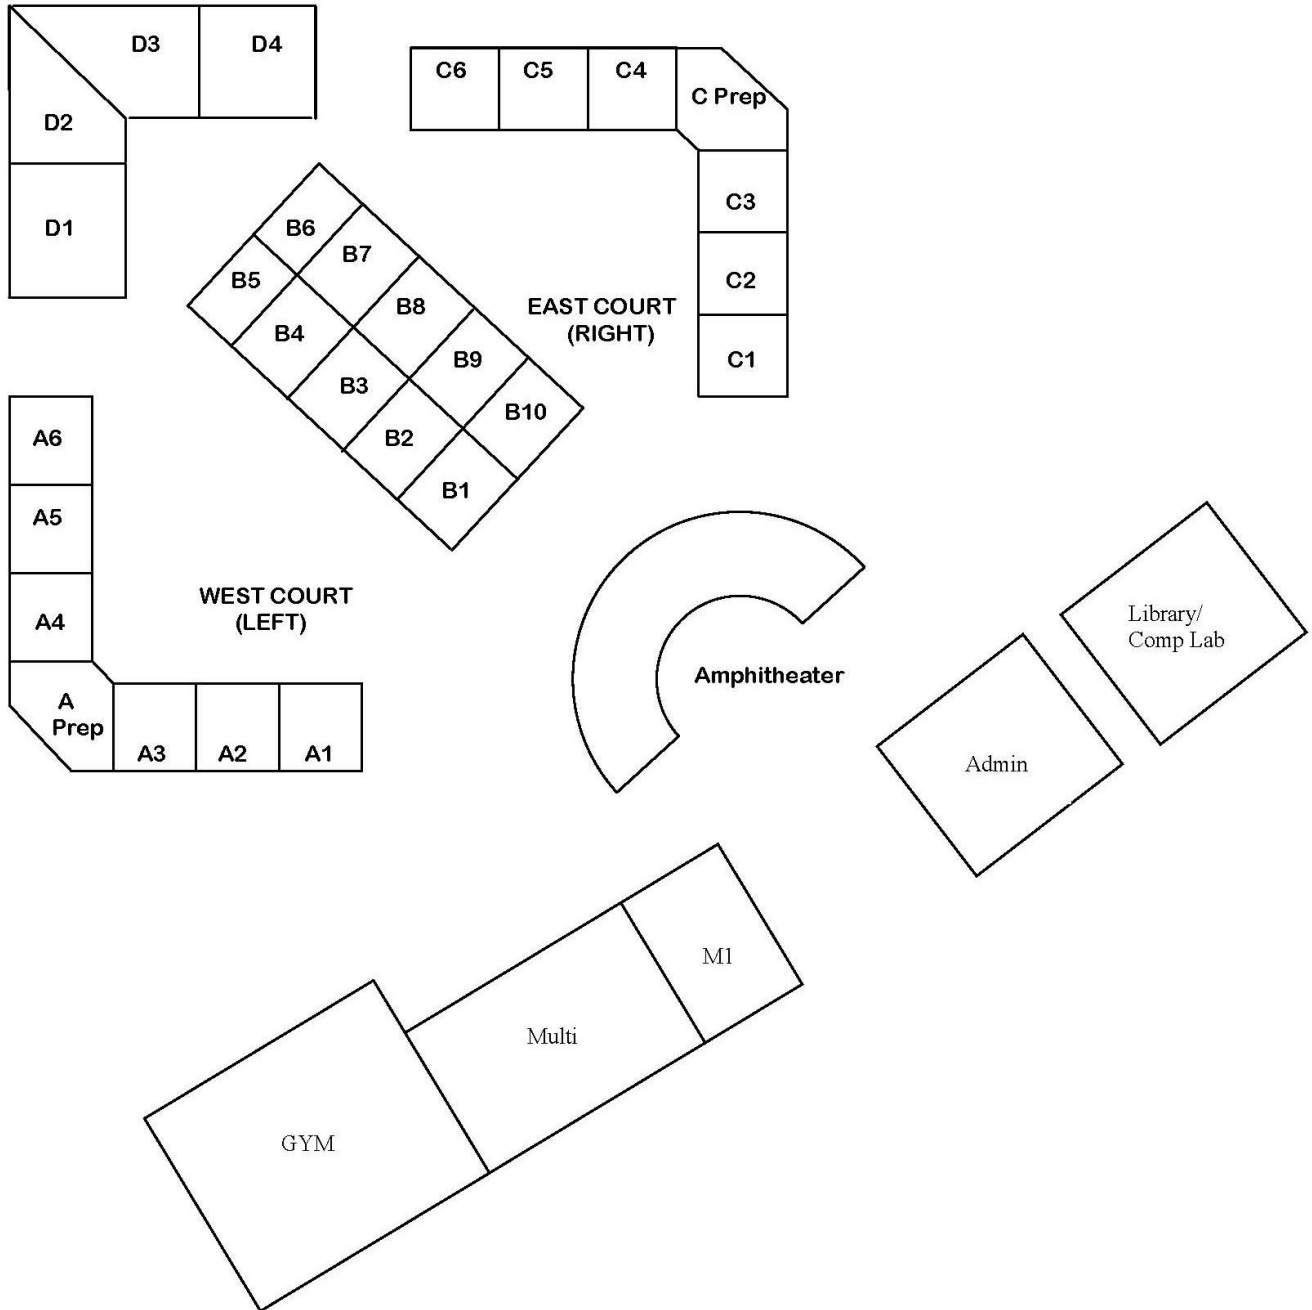 D3
D4
D2
D1
C6
C5
C4
C Prep
C3
C2
C1
B6
B7
B5
B8
B4
B9
B3
B10
B2
B1
EAST COURT
(RIGHT)
A6
A5
A4
A
Prep
A3
A2
A1
WEST COURT
(LEFT)
Amphitheater
Library/
Comp Lab
Admin
M1
Multi
GYM